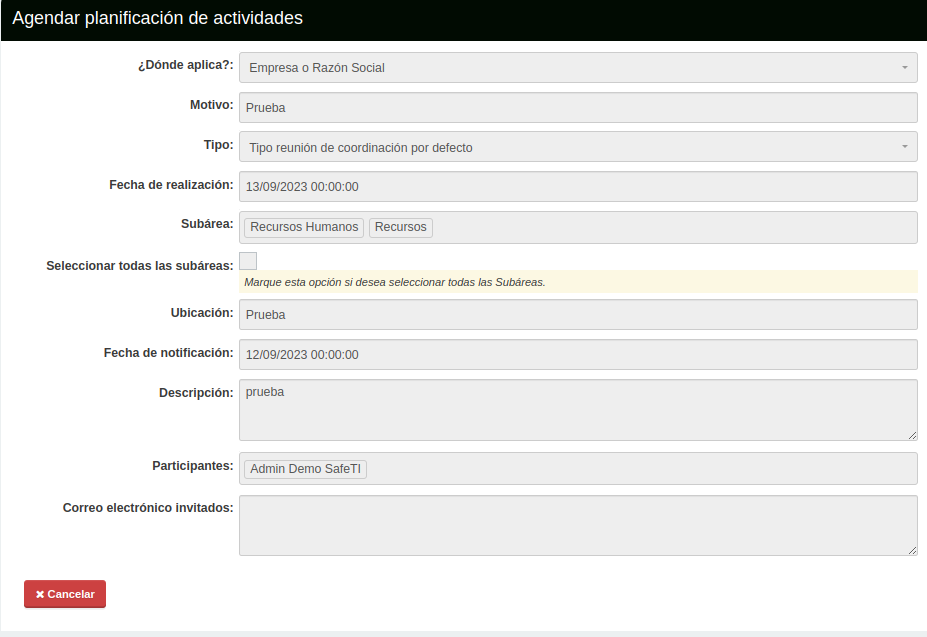 Agendar planificación de actividades
¿Dónde aplica?: Empresa o Razón Social
Motivo: Prueba
Tipo: Tipo reunión de coordinación por defecto
Fecha de realización: 13/09/2023 00:00:00
Subárea: Recursos Humanos Recursos
Seleccionar todas las subáreas:
Marque esta opción si desea seleccionar todas las Subáreas.
Ubicación: Prueba
Fecha de notificación: 12/09/2023 00:00:00
Descripción: prueba
Participantes: Admin Demo SafeTI
Correo electrónico invitados:
✖ Cancelar